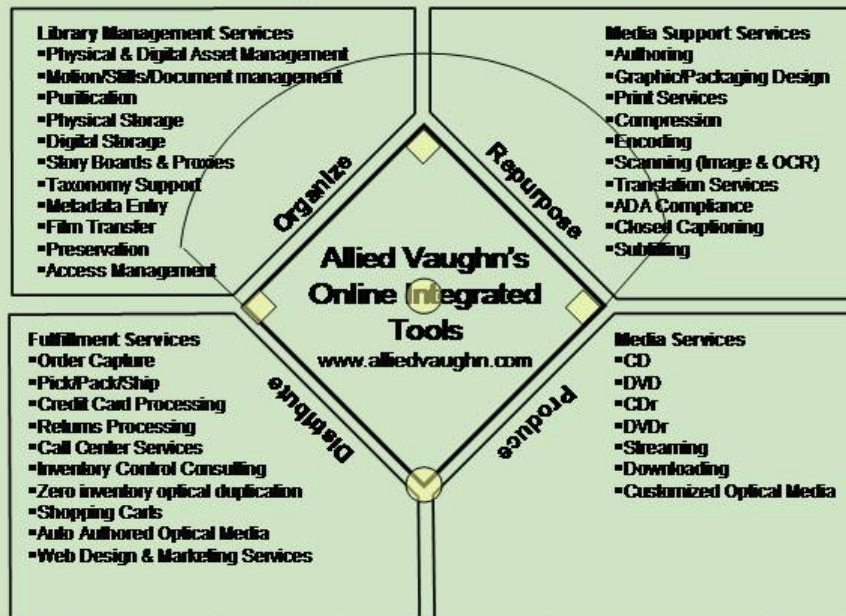 Library Management Services
▪Physical & Digital Asset Management
▪Motion/Stills/Document management
▪Purification
▪Physical Storage
▪Digital Storage
▪Story Boards & Proxies
▪Taxonomy Support
▪Metadata Entry
▪Film Transfer
▪Preservation
▪Access Management
Media Support Services
▪Authoring
▪Graphic/Packaging Design
▪Print Services
▪Compression
▪Encoding
▪Scanning (Image & OCR)
▪Translation Services
▪ADA Compliance
▪Closed Captioning
▪Subtitling
Organize
Repurpose
Allied Vaughn's
Online Integrated
Tools
www.alliedvaughn.com
Distribute
Produce
Fulfillment Services
▪Order Capture
▪Pick/Pack/Ship
▪Credit Card Processing
▪Returns Processing
▪Call Center Services
▪Inventory Control Consulting
▪Zero inventory optical duplication
▪Shopping Carts
▪Auto Authored Optical Media
▪Web Design & Marketing Services
Media Services
▪CD
▪DVD
▪CDr
▪DVDr
▪Streaming
▪Downloading
▪Customized Optical Media